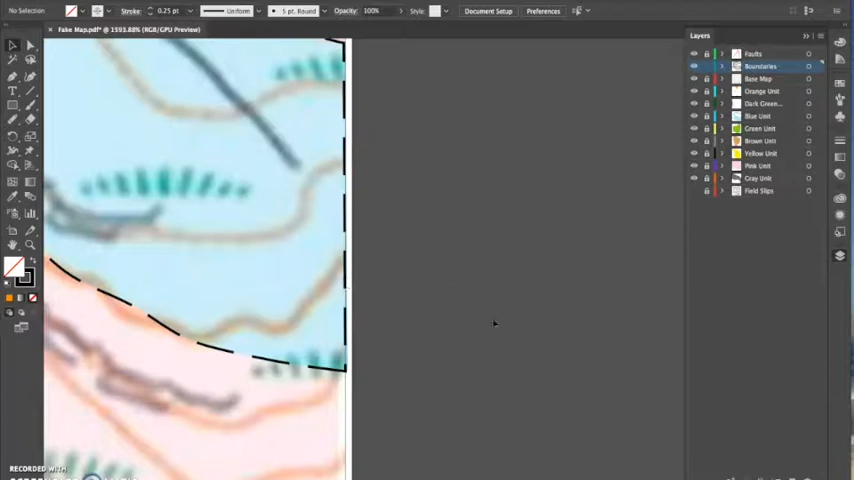 No Selection Stroke: 0.25 pt Uniform 5 pt. Round Opacity: 100% Style: Document Setup Preferences
Fake Map.pdf* @ 1593.88% (RGB/GPU Preview)
Layers
Faults
Boundaries
Base Map
Orange Unit
Dark Green...
Blue Unit
Green Unit
Brown Unit
Yellow Unit
Pink Unit
Gray Unit
Field Slips
RECORDED WITH